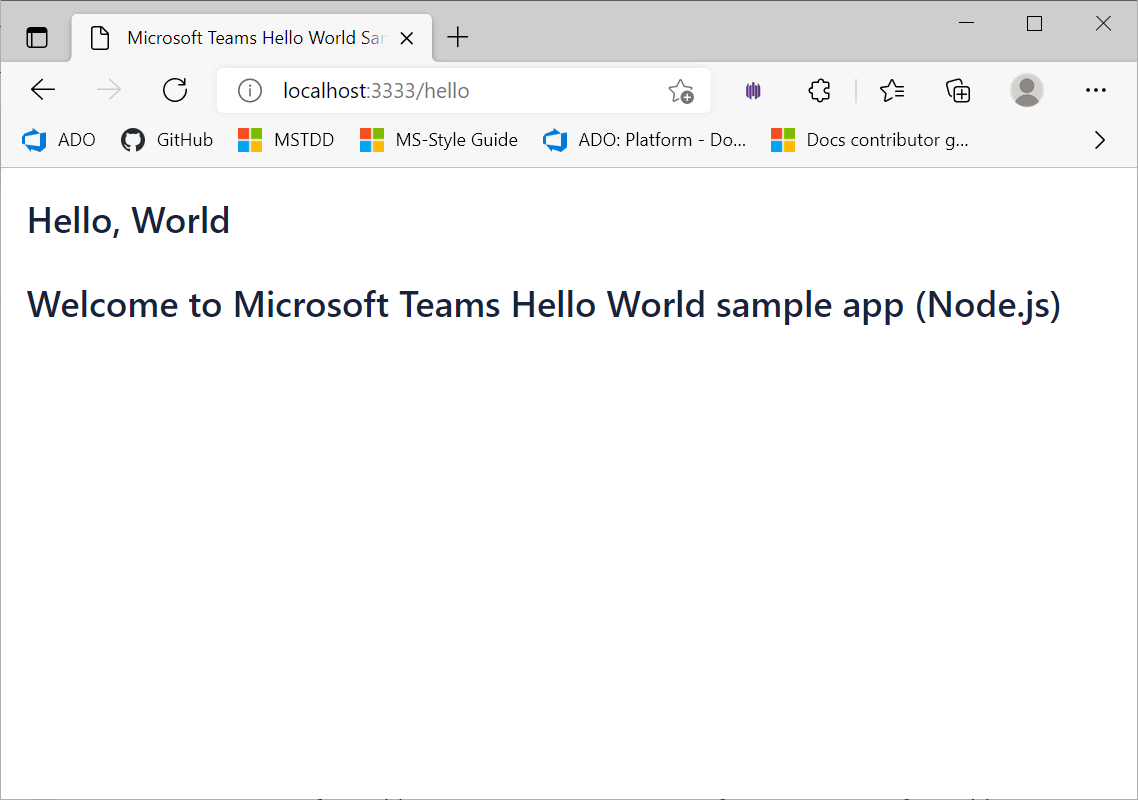 Microsoft Teams Hello World Sar
localhost:3333/hello
ADO GitHub MSTDD MS-Style Guide ADO: Platform - Do... Docs contributor g...
Hello, World
Welcome to Microsoft Teams Hello World sample app (Node.js)